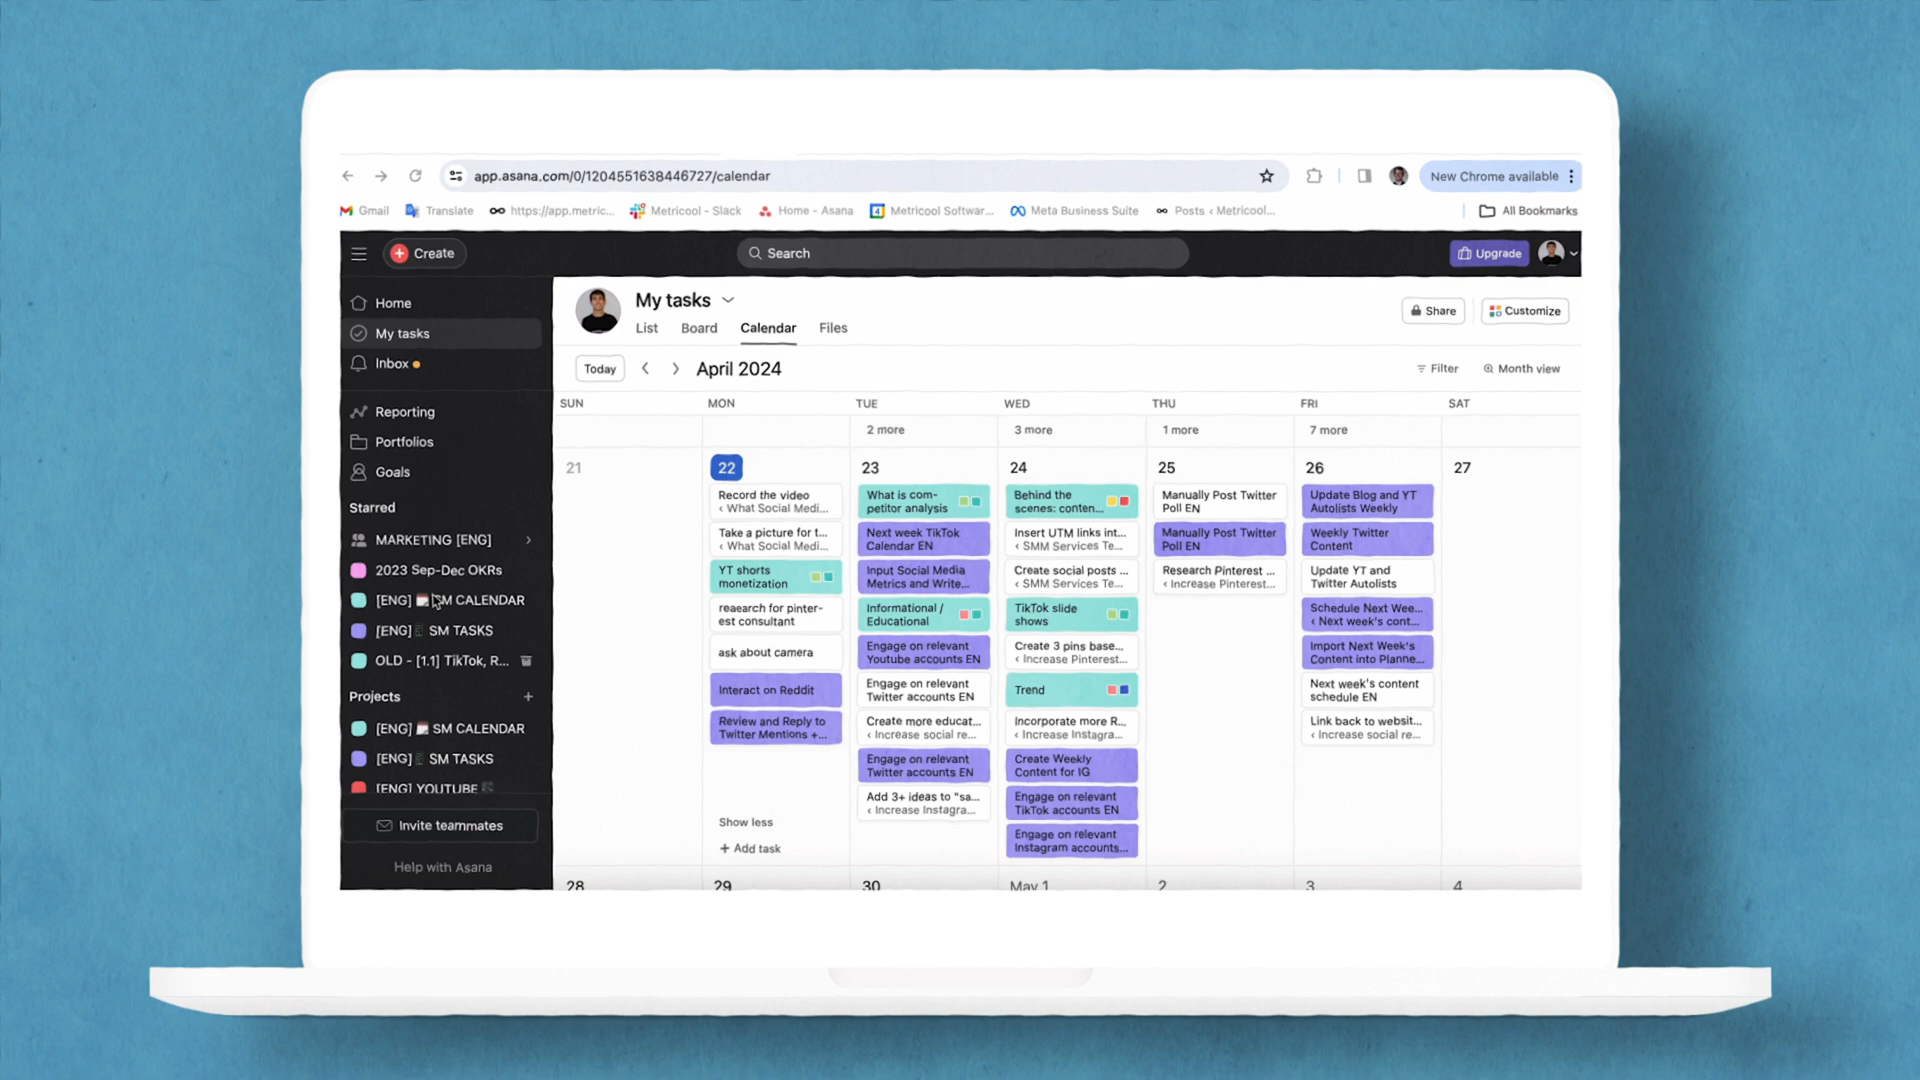 app.asana.com/0/1204551638446727/calendar
New Chrome available
Gmail
Translate
https://app.metric...
Metricool - Slack
Home - Asana
4
Metricool Softwar...
Meta Business Suite
Posts ‹ Metricool...
All Bookmarks
Create
Search
Upgrade
Home
My tasks
Inbox
Reporting
Portfolios
Goals
Starred
MARKETING [ENG]
2023 Sep-Dec OKRs
[ENG] SM CALENDAR
[ENG] SM TASKS
OLD - [1.1] TikTok, R...
Projects
[ENG] SM CALENDAR
[ENG] SM TASKS
[ENG] YOUTUBE
Invite teammates
Help with Asana
My tasks
List Board Calendar Files
Share
Customize
Today
April 2024
Filter
Month view
SUN MON TUE WED THU FRI SAT
2 more 3 more 1 more 7 more
21
22
Record the video
‹ What Social Medi...
Take a picture for t...
‹ What Social Medi...
YT shorts
monetization
reaearch for pinter-
est consultant
ask about camera
Interact on Reddit
Review and Reply to
Twitter Mentions +...
Show less
+ Add task
23
What is com-
petitor analysis
Next week TikTok
Calendar EN
Input Social Media
Metrics and Write...
Informational /
Educational
Engage on relevant
Youtube accounts EN
Engage on relevant
Twitter accounts EN
Create more educat...
‹ Increase social re...
Engage on relevant
Twitter accounts EN
Add 3+ ideas to "sa...
‹ Increase Instagra...
24
Behind the
scenes: conten...
Insert UTM links int...
‹ SMM Services Te...
Create social posts ...
‹ SMM Services Te...
TikTok slide
shows
Create 3 pins base...
‹ Increase Pinterest...
Trend
Incorporate more R...
‹ Increase Instagra...
Create Weekly
Content for IG
Engage on relevant
TikTok accounts EN
Engage on relevant
Instagram accounts...
25
Manually Post Twitter
Poll EN
Manually Post Twitter
Poll EN
Research Pinterest ...
‹ Increase Pinterest...
26
Update Blog and YT
Autolists Weekly
Weekly Twitter
Content
Update YT and
Twitter Autolists
Schedule Next Wee...
‹ Next week's cont...
Import Next Week's
Content into Planne...
Next week's content
schedule EN
Link back to websit...
‹ Increase social re...
27
28 29 30 May 1 2 3 4